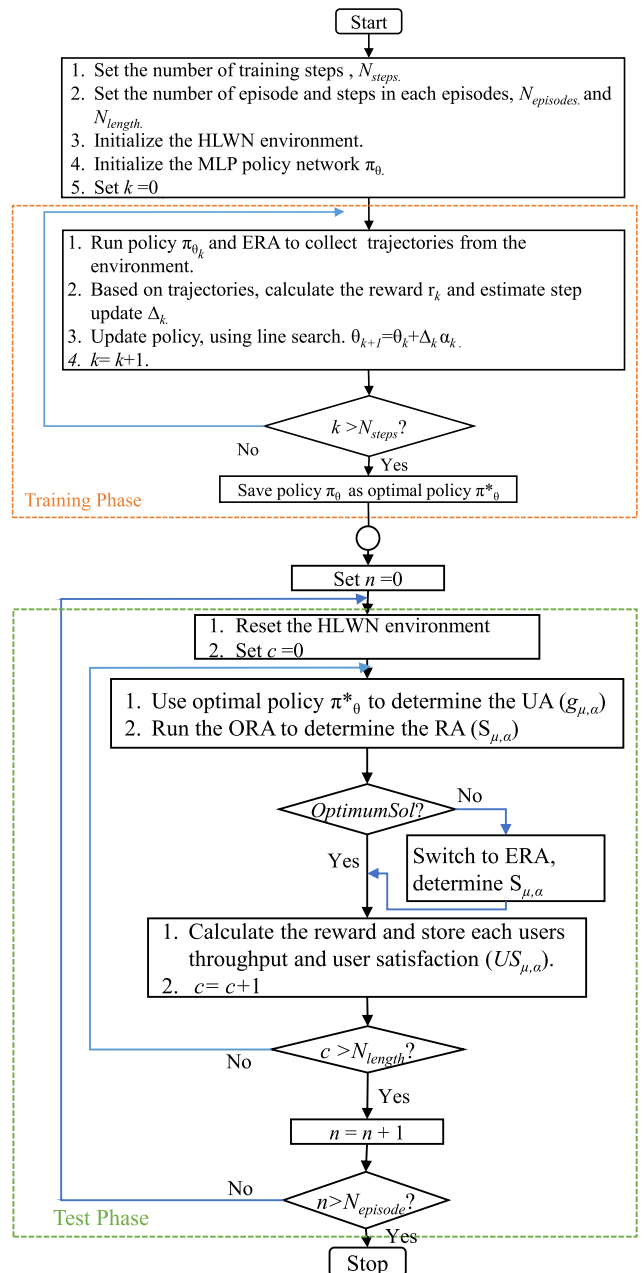 Start
1. Set the number of training steps , N_steps.
2. Set the number of episode and steps in each episodes, N_episodes. and
N_length.
3. Initialize the HLWN environment.
4. Initialize the MLP policy network π_θ.
5. Set k =0
1. Run policy π_θ_k and ERA to collect trajectories from the
environment.
2. Based on trajectories, calculate the reward r_k and estimate step
update Δ_k.
3. Update policy, using line search. θ_k+1=θ_k+Δ_k α_k .
4. k= k+1.
k >N_steps?
No
Yes
Save policy π_θ as optimal policy π*_θ
Training Phase
Set n =0
1. Reset the HLWN environment
2. Set c =0
1. Use optimal policy π*_θ to determine the UA (g_μ,α)
2. Run the ORA to determine the RA (S_μ,α)
OptimumSol?
No
Yes
Switch to ERA,
determine S_μ,α
1. Calculate the reward and store each users
throughput and user satisfaction (US_μ,α).
2. c= c+1
c >N_length?
No
Yes
n = n + 1
n>N_episode?
No
Test Phase
Yes
Stop